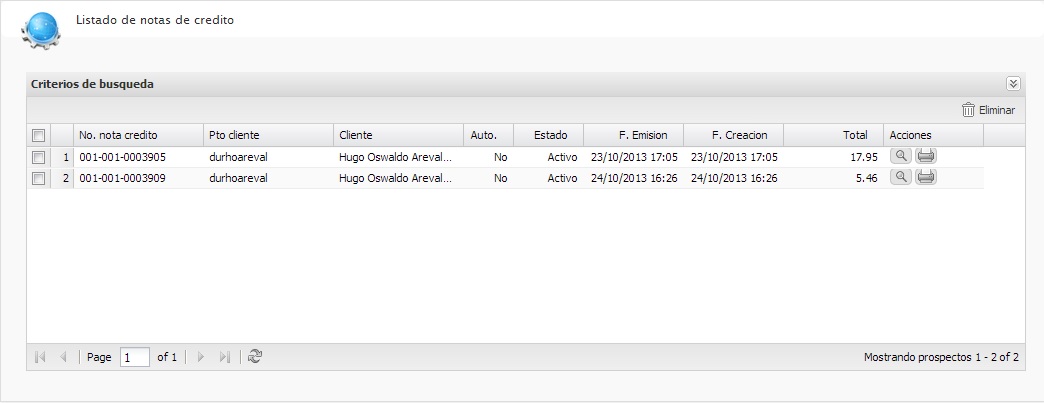 Listado de notas de credito
Criterios de busqueda
Eliminar
No. nota credito Pto cliente Cliente Auto. Estado F. Emision F. Creacion Total Acciones
1 001-001-0003905 durhoareval Hugo Oswaldo Areval... No Activo 23/10/2013 17:05 23/10/2013 17:05 17.95
2 001-001-0003909 durhoareval Hugo Oswaldo Areval... No Activo 24/10/2013 16:26 24/10/2013 16:26 5.46
Page 1 of 1 Mostrando prospectos 1 - 2 of 2